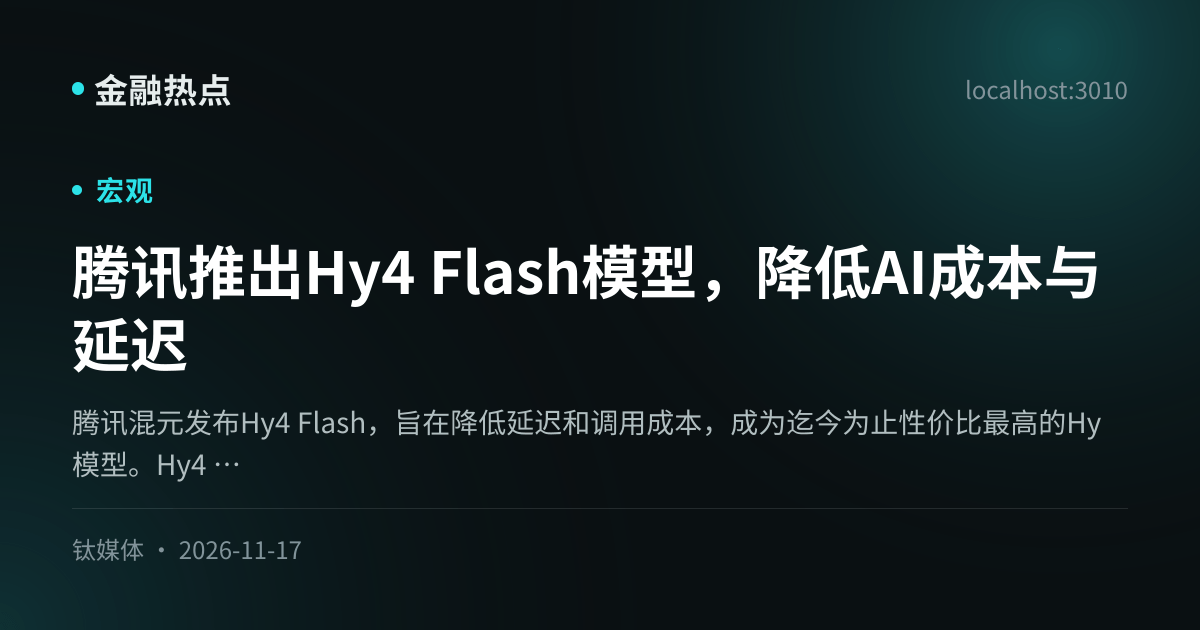 金融热点
localhost:3010
宏观
腾讯推出Hy4 Flash模型，降低AI成本与
延迟
腾讯混元发布Hy4 Flash，旨在降低延迟和调用成本，成为迄今为止性价比最高的Hy
模型。Hy4 …
钛媒体 · 2026-11-17